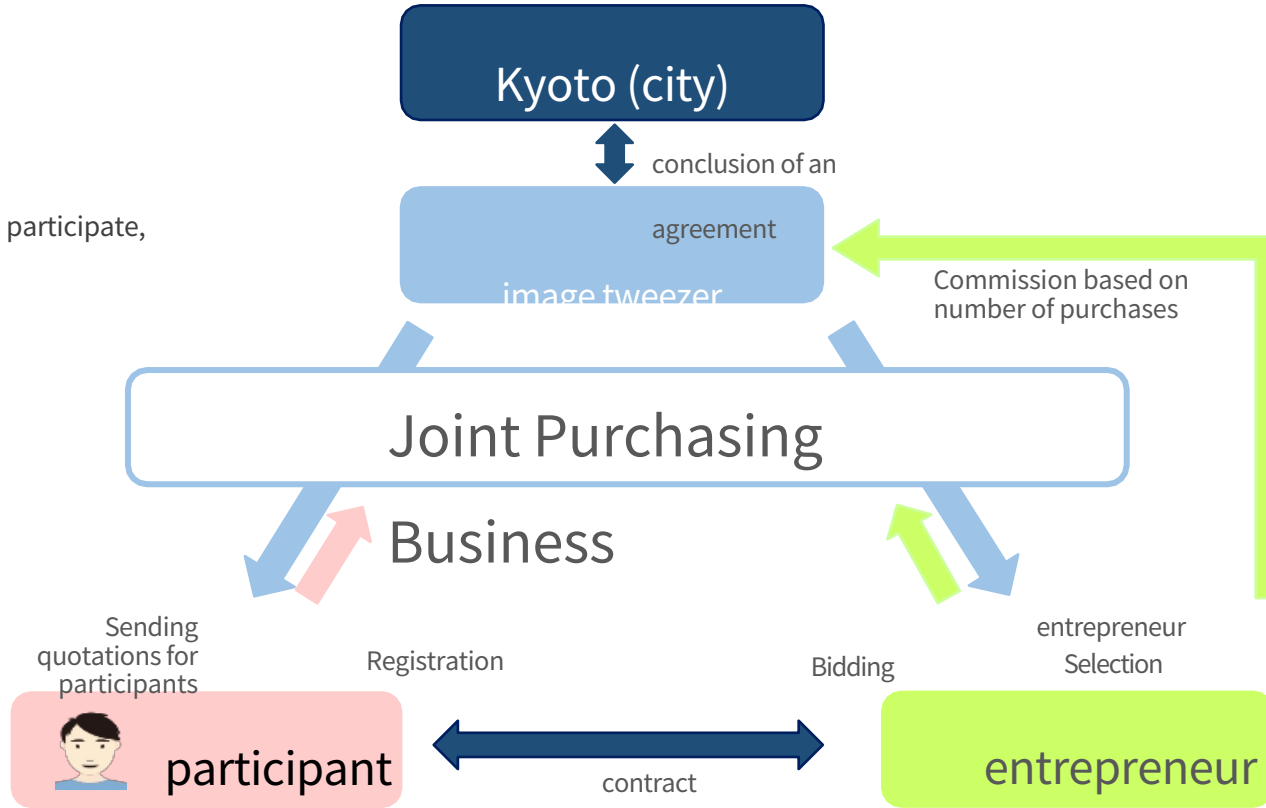 Kyoto (city)
conclusion of an
agreement
participate,
image tweezer
Commission based on
number of purchases
Joint Purchasing
Business
Sending
quotations for
participants
Registration
Bidding
entrepreneur
Selection
participant
contract
entrepreneur